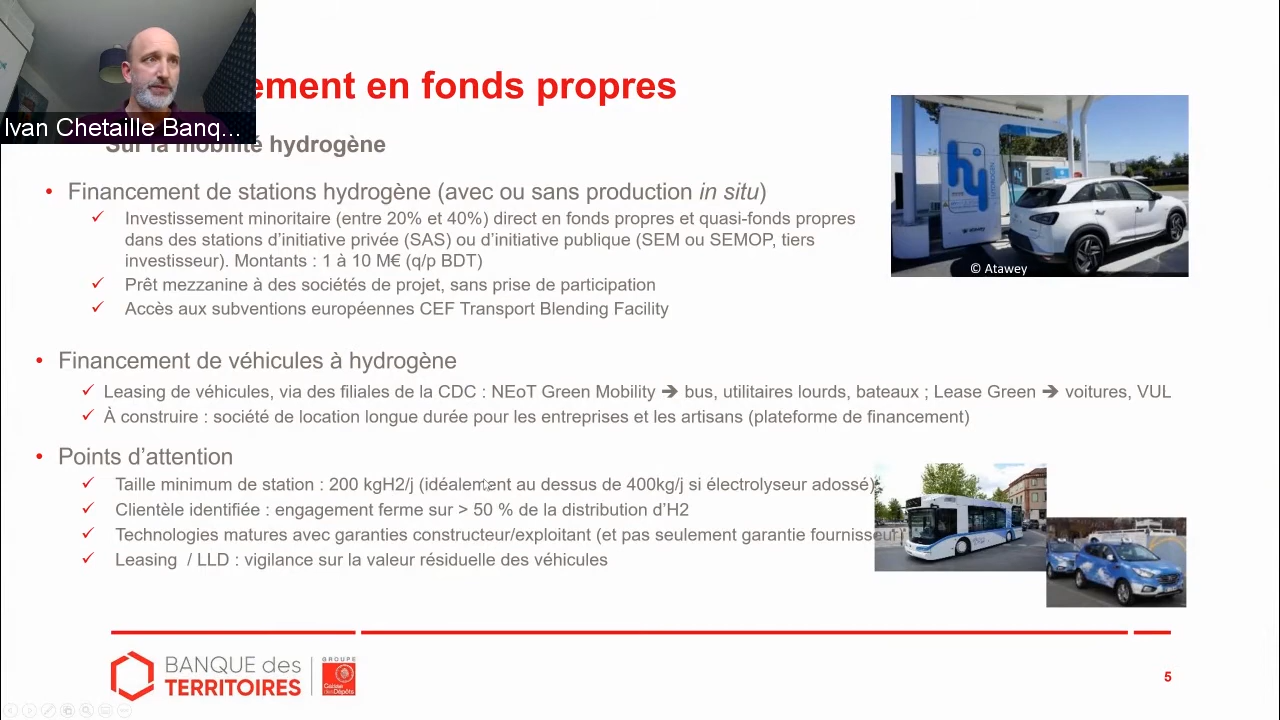 ement en fonds propres
Ivan Chetaille Banq...
Sur la mobilité hydrogène
• Financement de stations hydrogène (avec ou sans production in situ)
✓ Investissement minoritaire (entre 20% et 40%) direct en fonds propres et quasi-fonds propres
dans des stations d’initiative privée (SAS) ou d’initiative publique (SEM ou SEMOP, tiers
investisseur). Montants : 1 à 10 M€ (q/p BDT)
✓ Prêt mezzanine à des sociétés de projet, sans prise de participation
✓ Accès aux subventions européennes CEF Transport Blending Facility
hy
© Atawey
• Financement de véhicules à hydrogène
✓ Leasing de véhicules, via des filiales de la CDC : NEoT Green Mobility ➔ bus, utilitaires lourds, bateaux ; Lease Green ➔ voitures, VUL
✓ À construire : société de location longue durée pour les entreprises et les artisans (plateforme de financement)
• Points d’attention
✓ Taille minimum de station : 200 kgH2/j (idéalement au dessus de 400kg/j si électrolyseur adossé)
✓ Clientèle identifiée : engagement ferme sur > 50 % de la distribution d’H2
✓ Technologies matures avec garanties constructeur/exploitant (et pas seulement garantie fournisseur)
✓ Leasing / LLD : vigilance sur la valeur résiduelle des véhicules
BANQUE des
TERRITOIRES
GROUPE
Caisse
des Dépôts
5